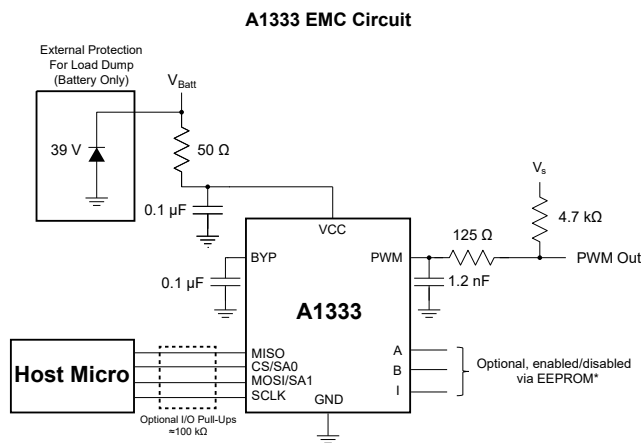 A1333 EMC Circuit
External Protection
For Load Dump
(Battery Only)
VBatt
39 V
50 Ω
0.1 µF
VCC
Vs
4.7 kΩ
125 Ω
BYP
PWM
PWM Out
0.1 µF
1.2 nF
A1333
Host Micro
MISO
CS/SA0
MOSI/SA1
SCLK
A
B
I
Optional, enabled/disabled
via EEPROM*
GND
Optional I/O Pull-Ups
≈100 kΩ